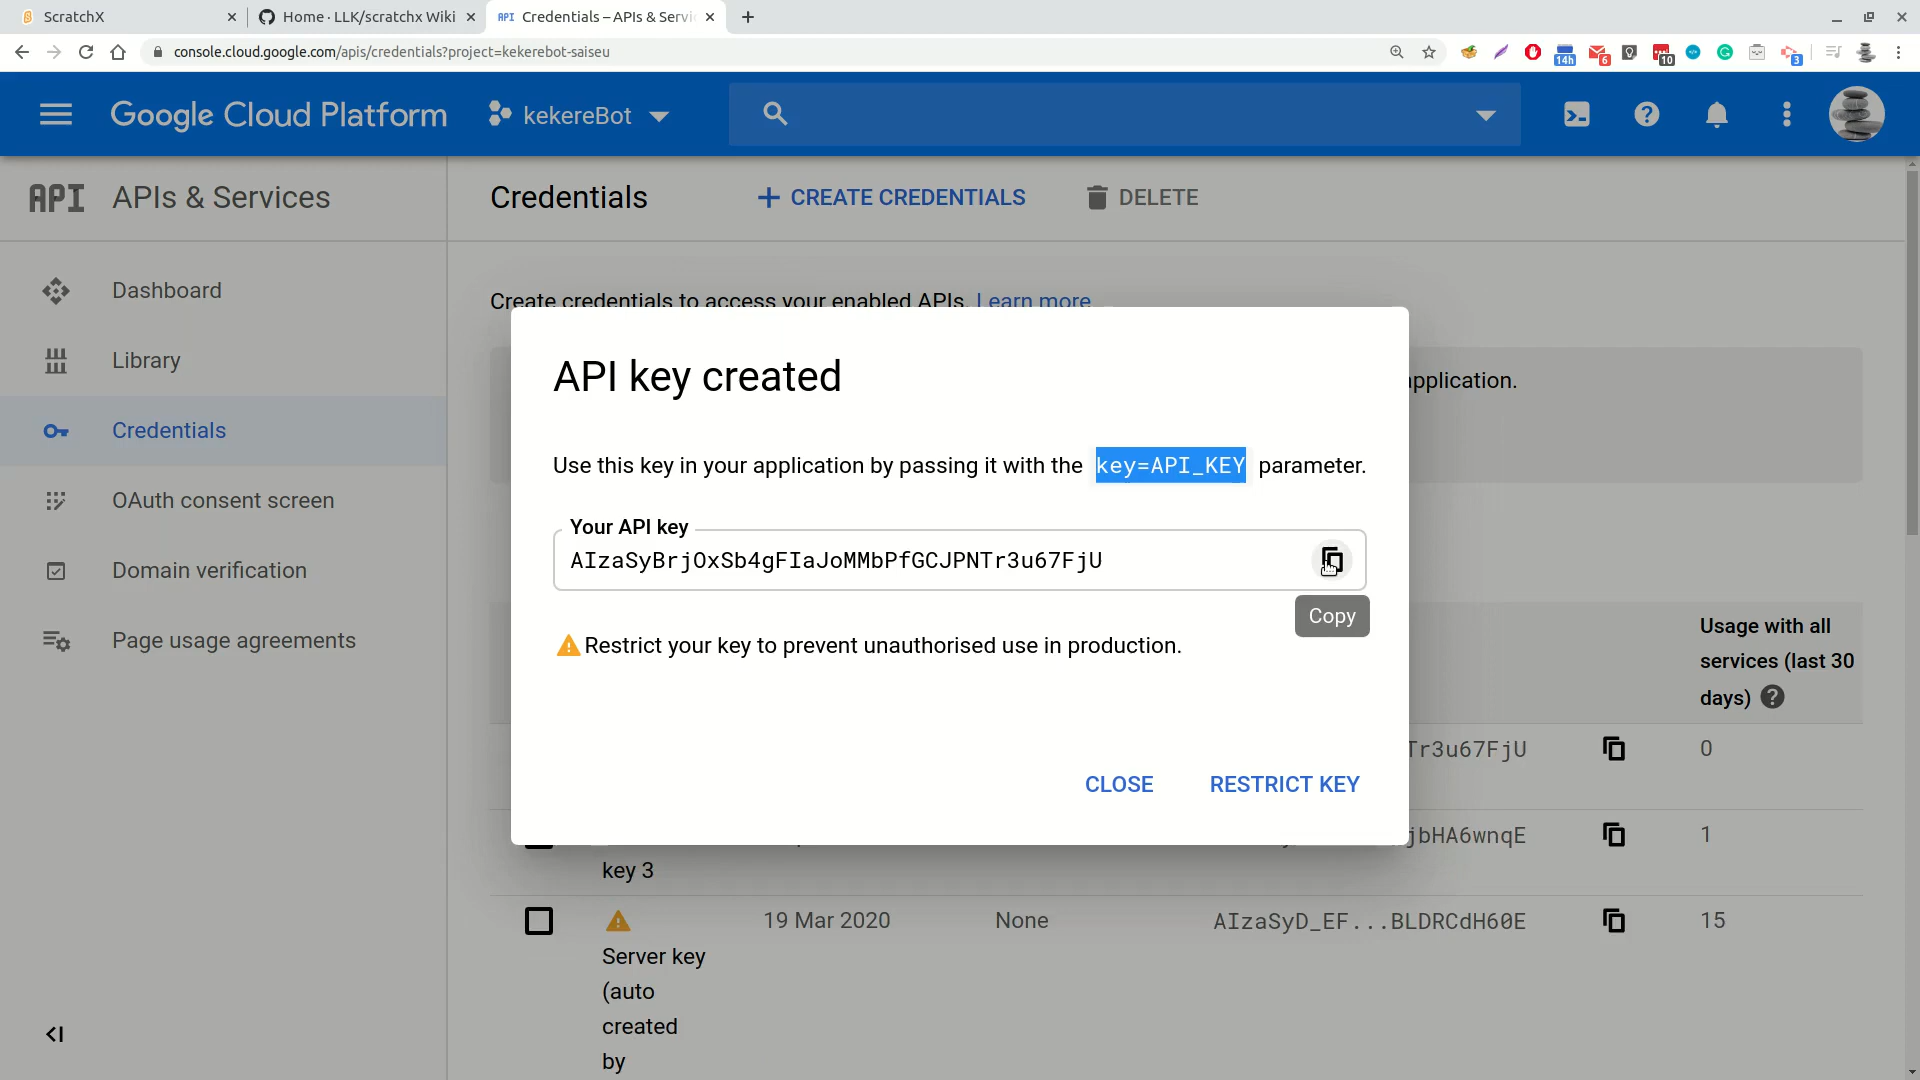 ScratchX
Home · LLK/scratchx Wiki
Credentials – APIs & Servi
console.cloud.google.com/apis/credentials?project=kekerebot-saiseu
14h
6
10
3
Google Cloud Platform
kekereBot
API APIs & Services
Credentials
CREATE CREDENTIALS
DELETE
Dashboard
Library
Credentials
OAuth consent screen
Domain verification
Page usage agreements
Create credentials to access your enabled APIs. Learn more
application.
API key created
Use this key in your application by passing it with the key=API_KEY parameter.
Your API key
AIzaSyBrjOxSb4gFIaJoMMbPfGCJPNTr3u67FjU
Copy
Restrict your key to prevent unauthorised use in production.
CLOSE
RESTRICT KEY
Usage with all
services (last 30
days)
Tr3u67FjU
0
jbHA6wnqE
1
key 3
19 Mar 2020
None
AIzaSyD_EF...BLDRCdH60E
15
Server key
(auto
created
by